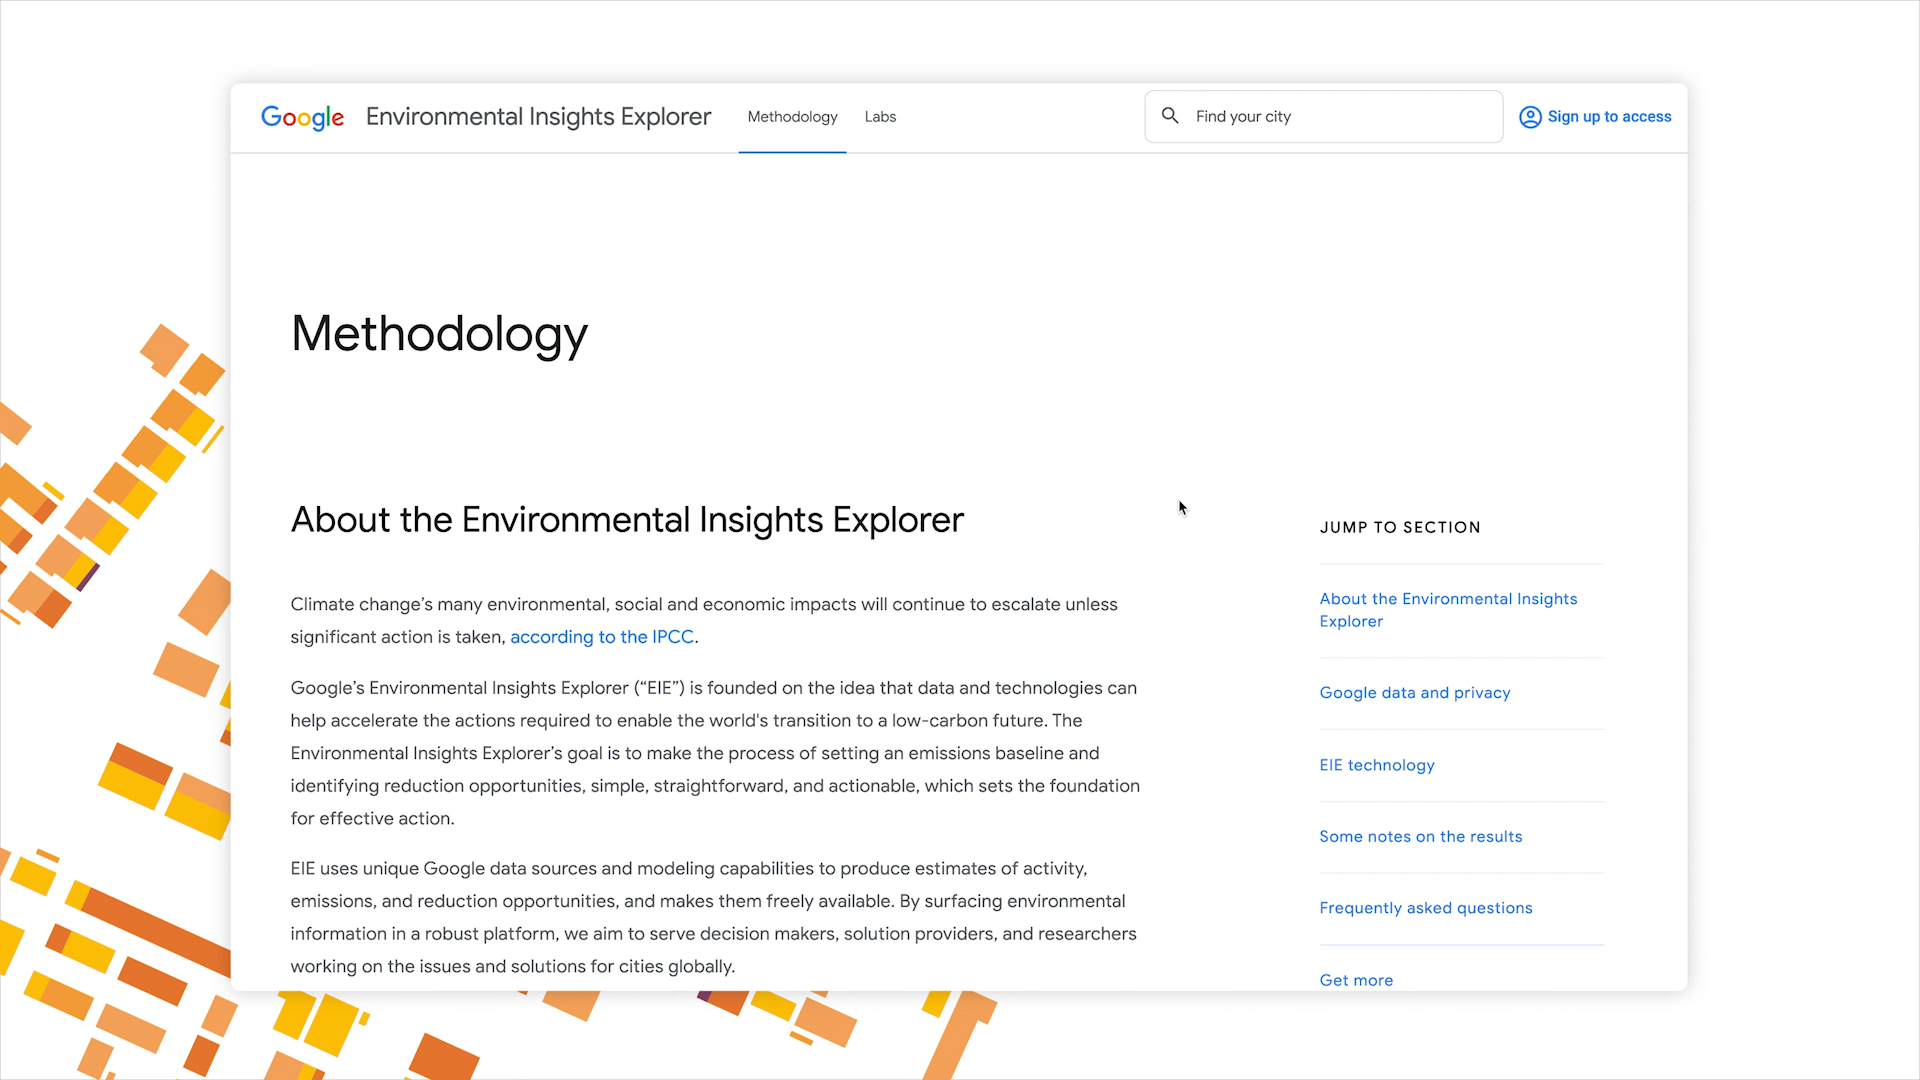 Google Environmental Insights Explorer Methodology Labs Find your city Sign up to access
Methodology
About the Environmental Insights Explorer
Climate change’s many environmental, social and economic impacts will continue to escalate unless
significant action is taken, according to the IPCC.
Google’s Environmental Insights Explorer (“EIE”) is founded on the idea that data and technologies can
help accelerate the actions required to enable the world's transition to a low-carbon future. The
Environmental Insights Explorer’s goal is to make the process of setting an emissions baseline and
identifying reduction opportunities, simple, straightforward, and actionable, which sets the foundation
for effective action.
EIE uses unique Google data sources and modeling capabilities to produce estimates of activity,
emissions, and reduction opportunities, and makes them freely available. By surfacing environmental
information in a robust platform, we aim to serve decision makers, solution providers, and researchers
working on the issues and solutions for cities globally.
JUMP TO SECTION
About the Environmental Insights
Explorer
Google data and privacy
EIE technology
Some notes on the results
Frequently asked questions
Get more